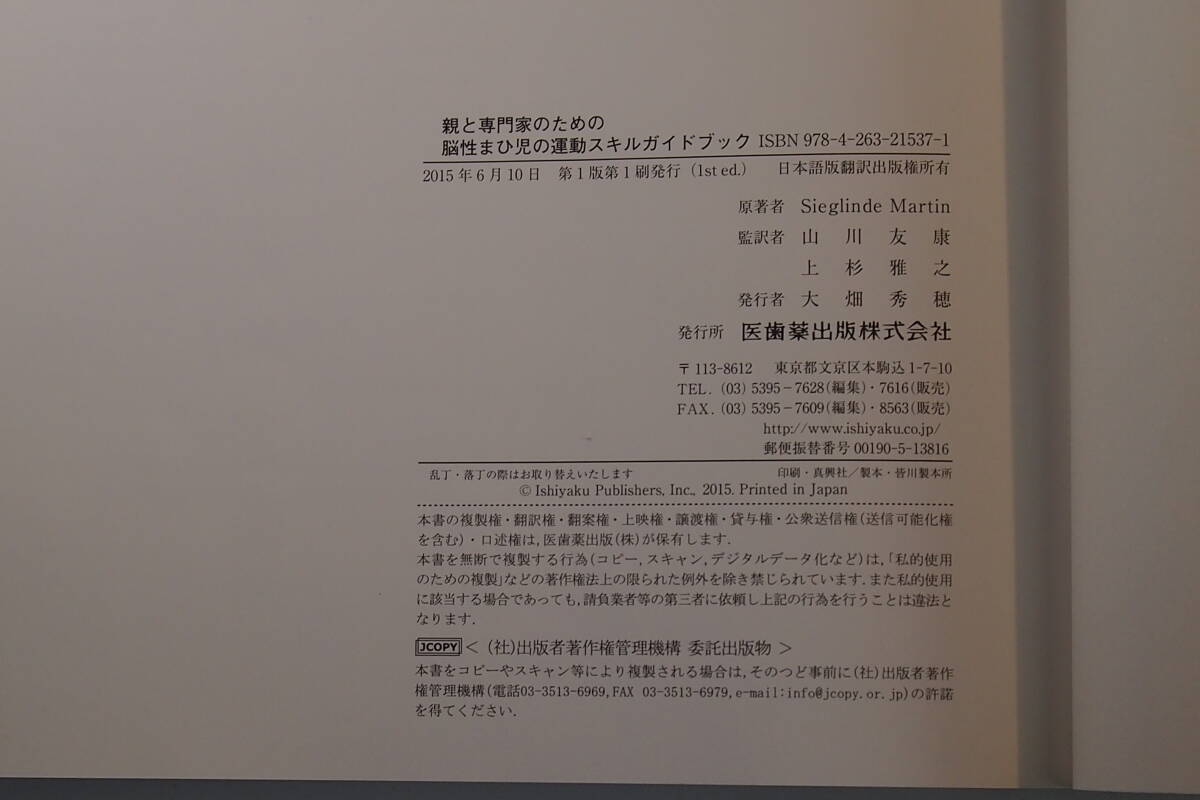 親と専門家のための
脳性まひ児の運動スキルガイドブック ISBN 978-4-263-21537-1
2015年6月10日 第1版第1刷発行(1st ed.) 日本語版翻訳出版権所有
原著者 Sieglinde Martin
監訳者 山川友康
上杉雅之
発行者 大畑秀穂
発行所 医歯薬出版株式会社
〒113-8612 東京都文京区本駒込1-7-10
TEL. (03) 5395-7628(編集)・7616(販売)
FAX. (03) 5395-7609(編集)・8563(販売)
http://www.ishiyaku.co.jp/
郵便振替番号 00190-5-13816
乱丁・落丁の際はお取り替えいたします 印刷・真興社/製本・皆川製本所
© Ishiyaku Publishers, Inc., 2015. Printed in Japan
本書の複製権・翻訳権・翻案権・上映権・譲渡権・貸与権・公衆送信権(送信可能化権
を含む)・口述権は,医歯薬出版(株)が保有します.
本書を無断で複製する行為(コピー,スキャン,デジタルデータ化など)は,「私的使用
のための複製」などの著作権法上の限られた例外を除き禁じられています.また私的使用
に該当する場合であっても,請負業者等の第三者に依頼し上記の行為を行うことは違法と
なります.
JCOPY <(社)出版者著作権管理機構 委託出版物>
本書をコピーやスキャン等により複製される場合は,そのつど事前に(社)出版者著作
権管理機構(電話03-3513-6969,FAX 03-3513-6979,e-mail:info@jcopy.or.jp)の許諾
を得てください.